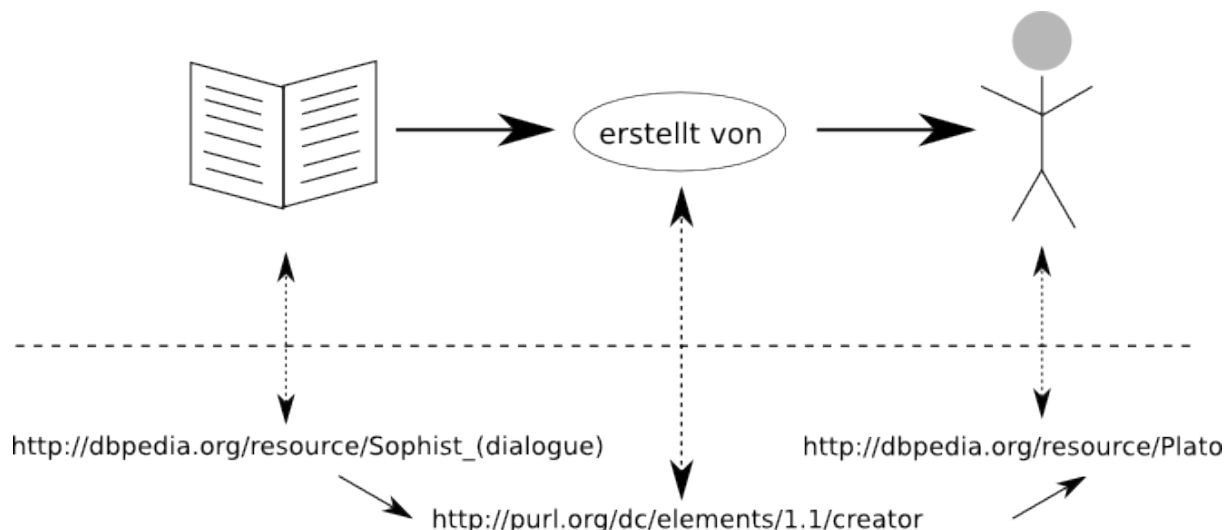 erstellt von
http://dbpedia.org/resource/Sophist_(dialogue)
http://dbpedia.org/resource/Plato
http://purl.org/dc/elements/1.1/creator